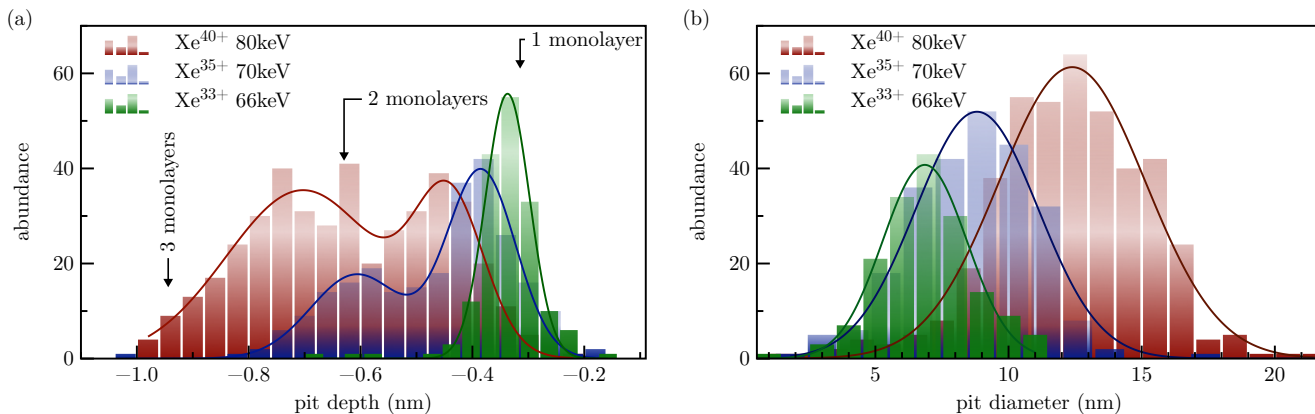 (a)
Xe⁴⁰⁺ 80keV
Xe³⁵⁺ 70keV
Xe³³⁺ 66keV
1 monolayer
2 monolayers
3 monolayers
abundance
60
40
20
0
−1.0
−0.8
−0.6
−0.4
−0.2
pit depth (nm)
(b)
Xe⁴⁰⁺ 80keV
Xe³⁵⁺ 70keV
Xe³³⁺ 66keV
abundance
60
40
20
0
5
10
15
20
pit diameter (nm)